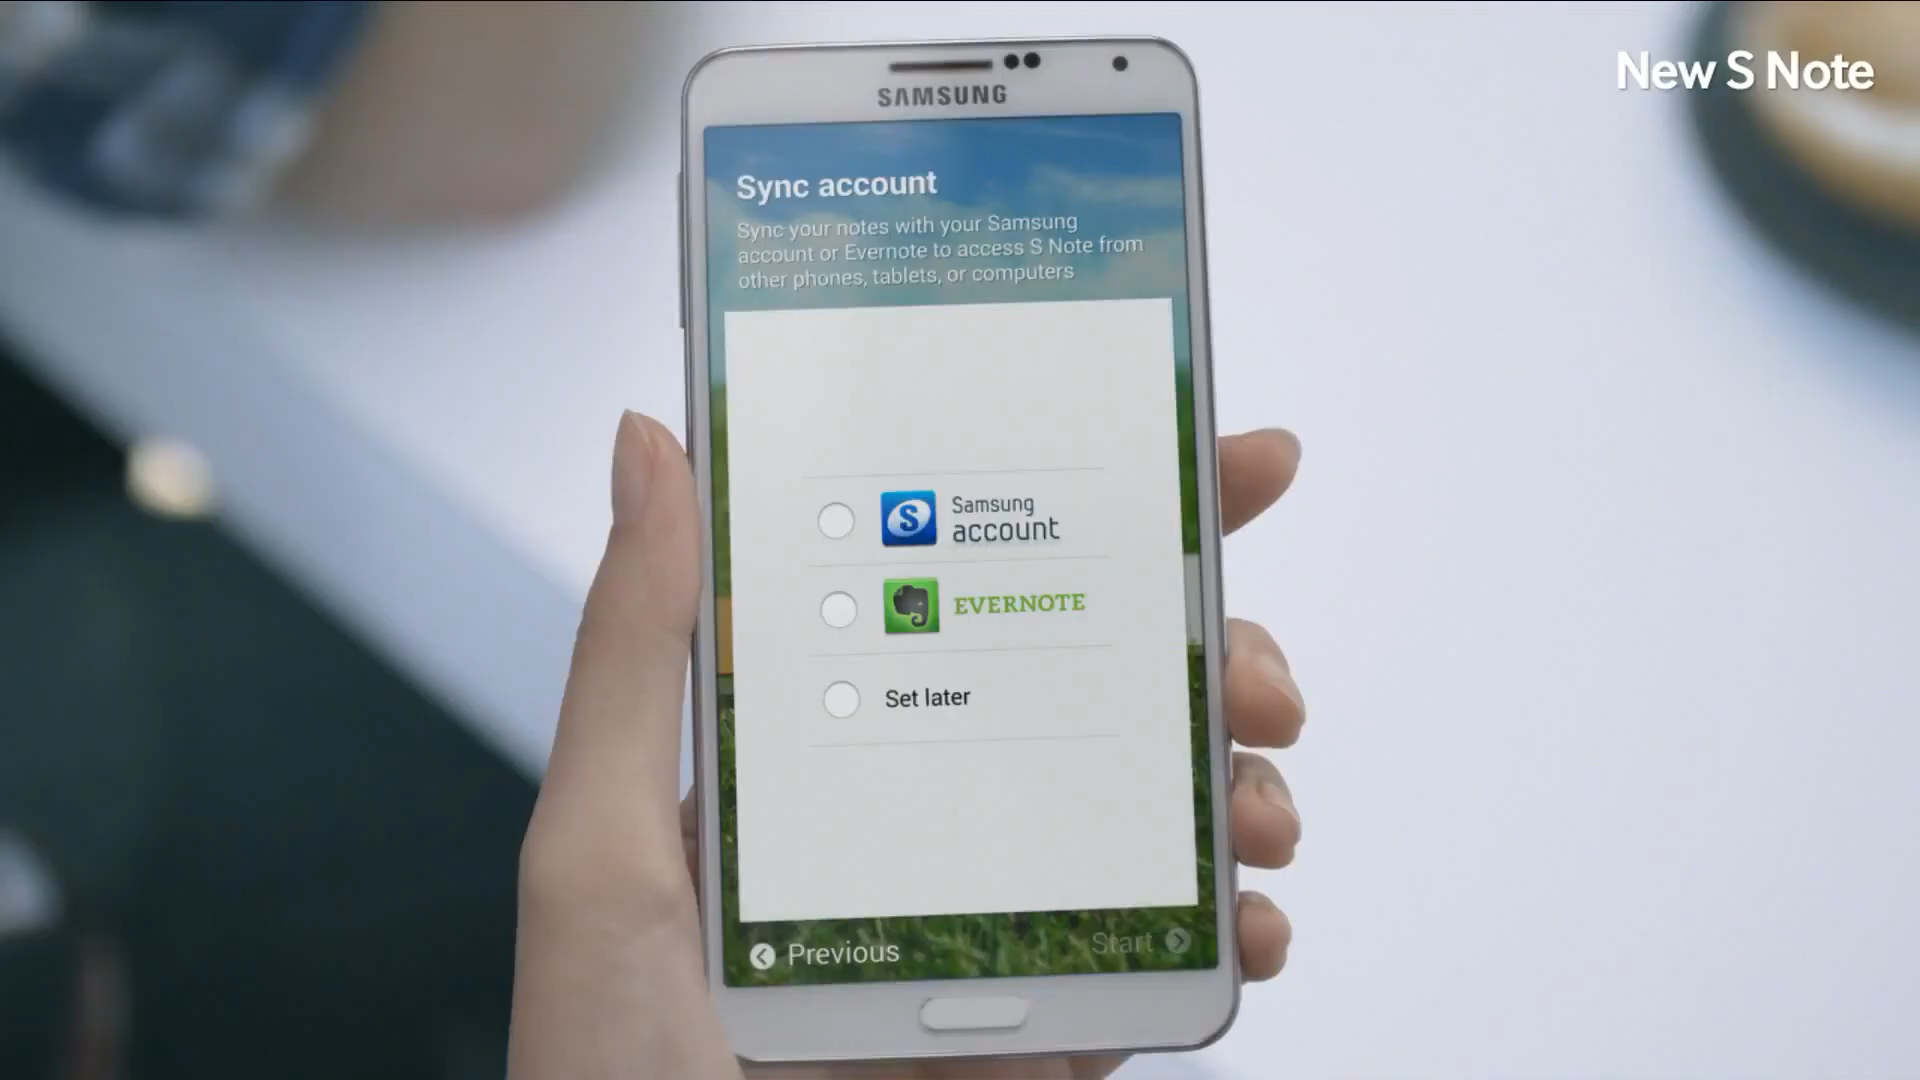 New S Note
SAMSUNG
Sync account
Sync your notes with your Samsung
account or Evernote to access S Note from
other phones, tablets, or computers
S
Samsung
account
EVERNOTE
Set later
Previous
Start